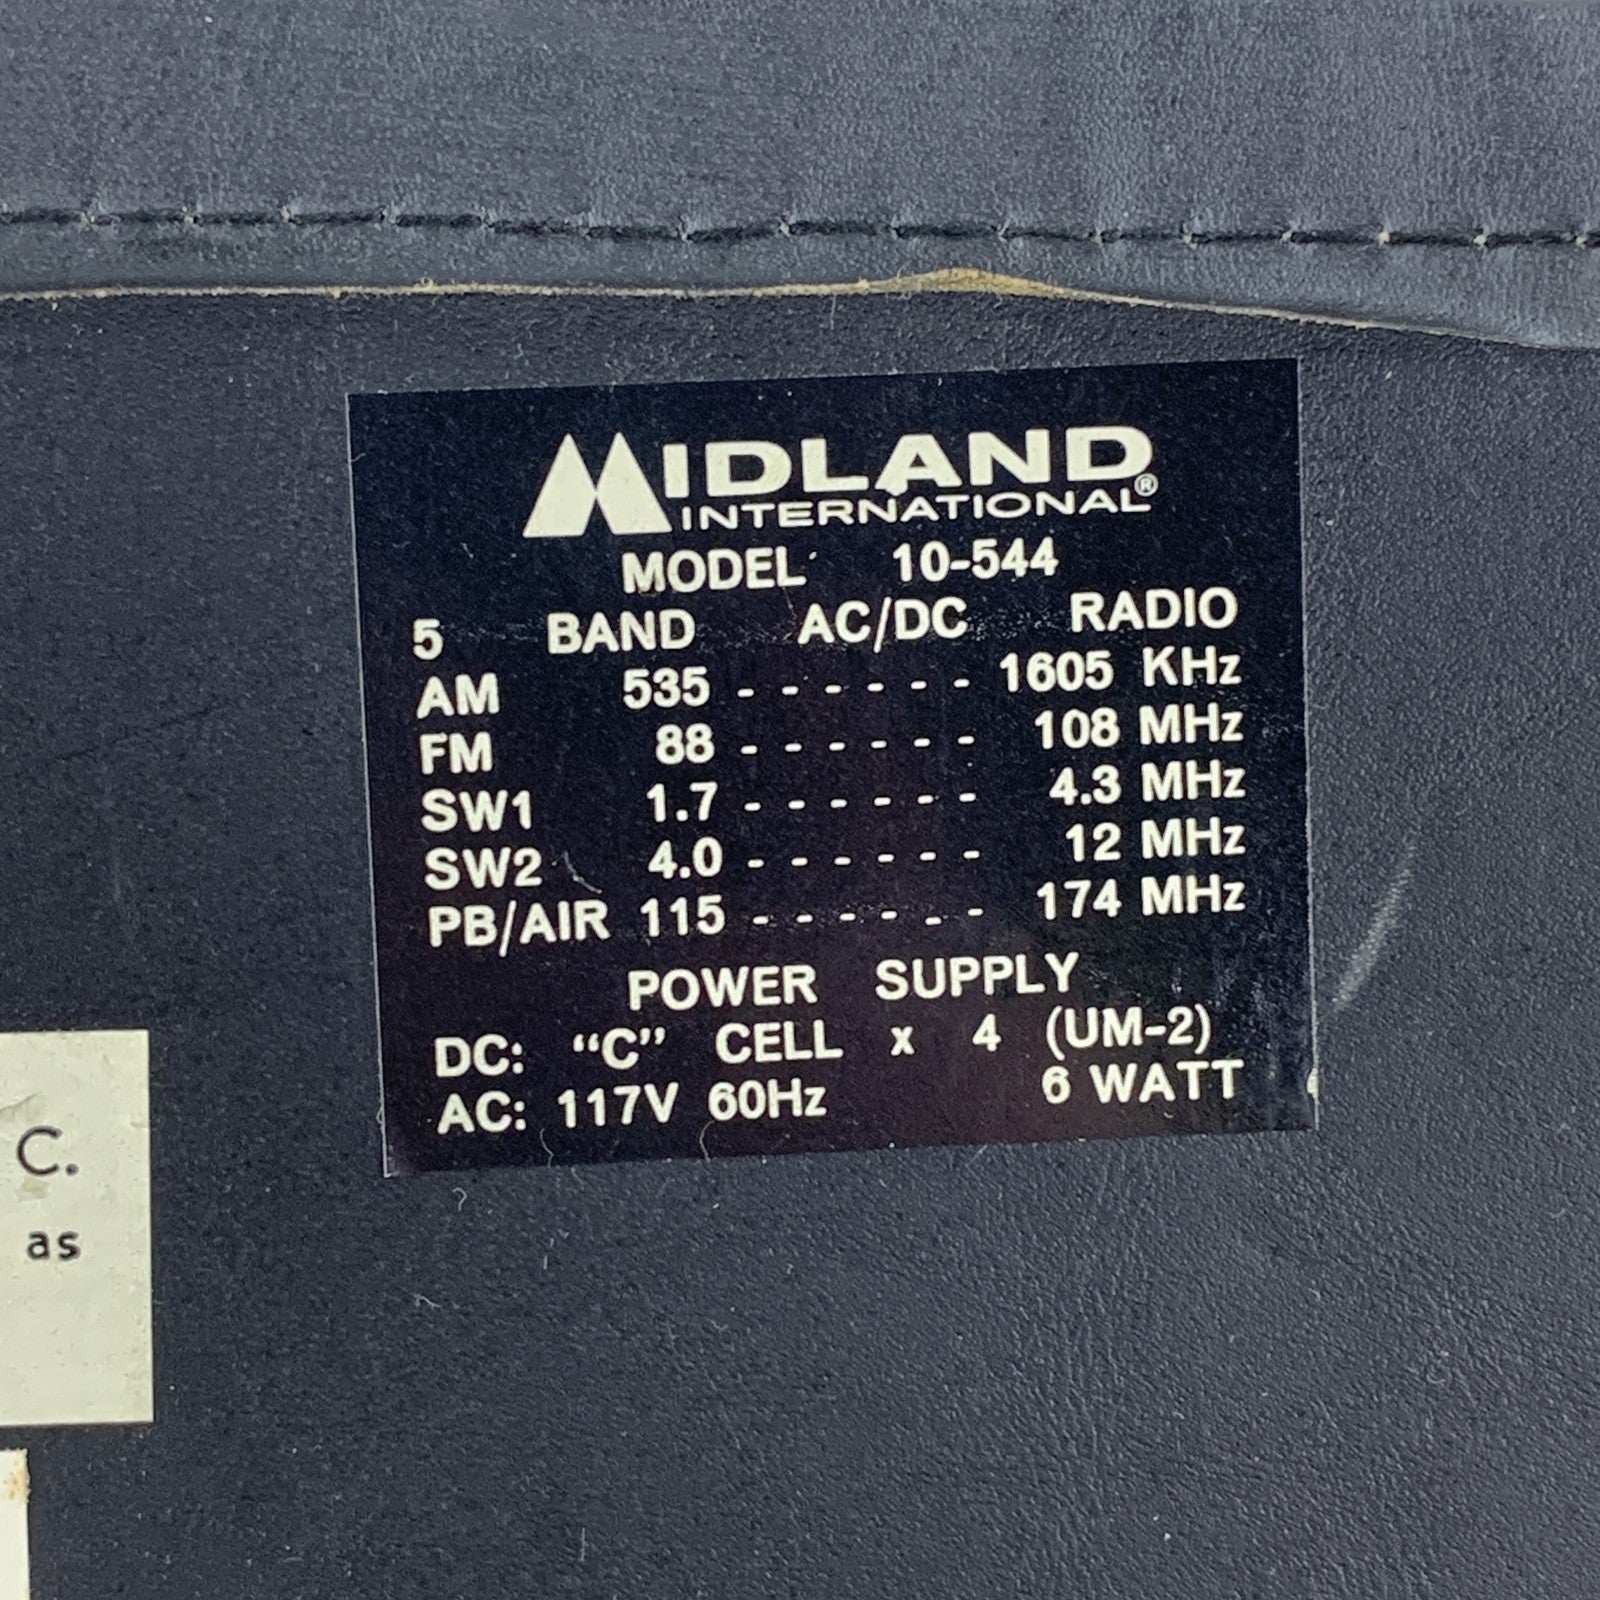 MIDLAND
INTERNATIONAL®
MODEL 10-544
5 BAND AC/DC RADIO
AM 535 - - - - - - 1605 KHz
FM 88 - - - - - - 108 MHz
SW1 1.7 - - - - - - 4.3 MHz
SW2 4.0 - - - - - - 12 MHz
PB/AIR 115 - - - - - - 174 MHz
POWER SUPPLY
DC: “C” CELL x 4 (UM-2)
AC: 117V 60Hz 6 WATT
C.
as